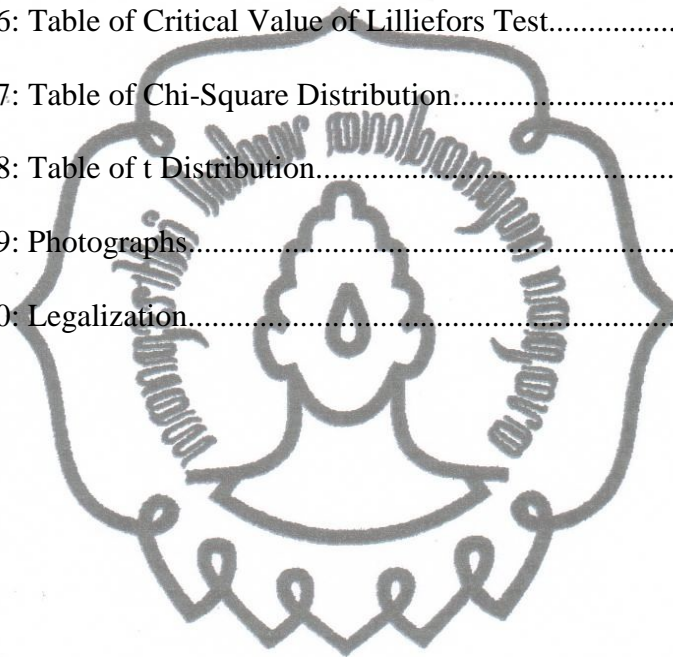 6: Table of Critical Value of Lilliefors Test.....................
7: Table of Chi-Square Distribution....................................
8: Table of t Distribution.........................................................
9: Photographs..............................................................................
0: Legalization..............................................................................